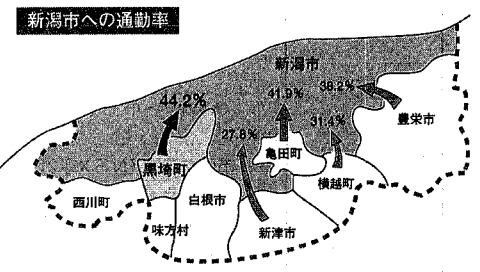 新潟市への通勤率
新潟市
38.2%
41.9%
44.2%
豊栄市
31.4%
27.8%
亀田町
黒埼町
横越町
白根市
西川町
味方村
新津市